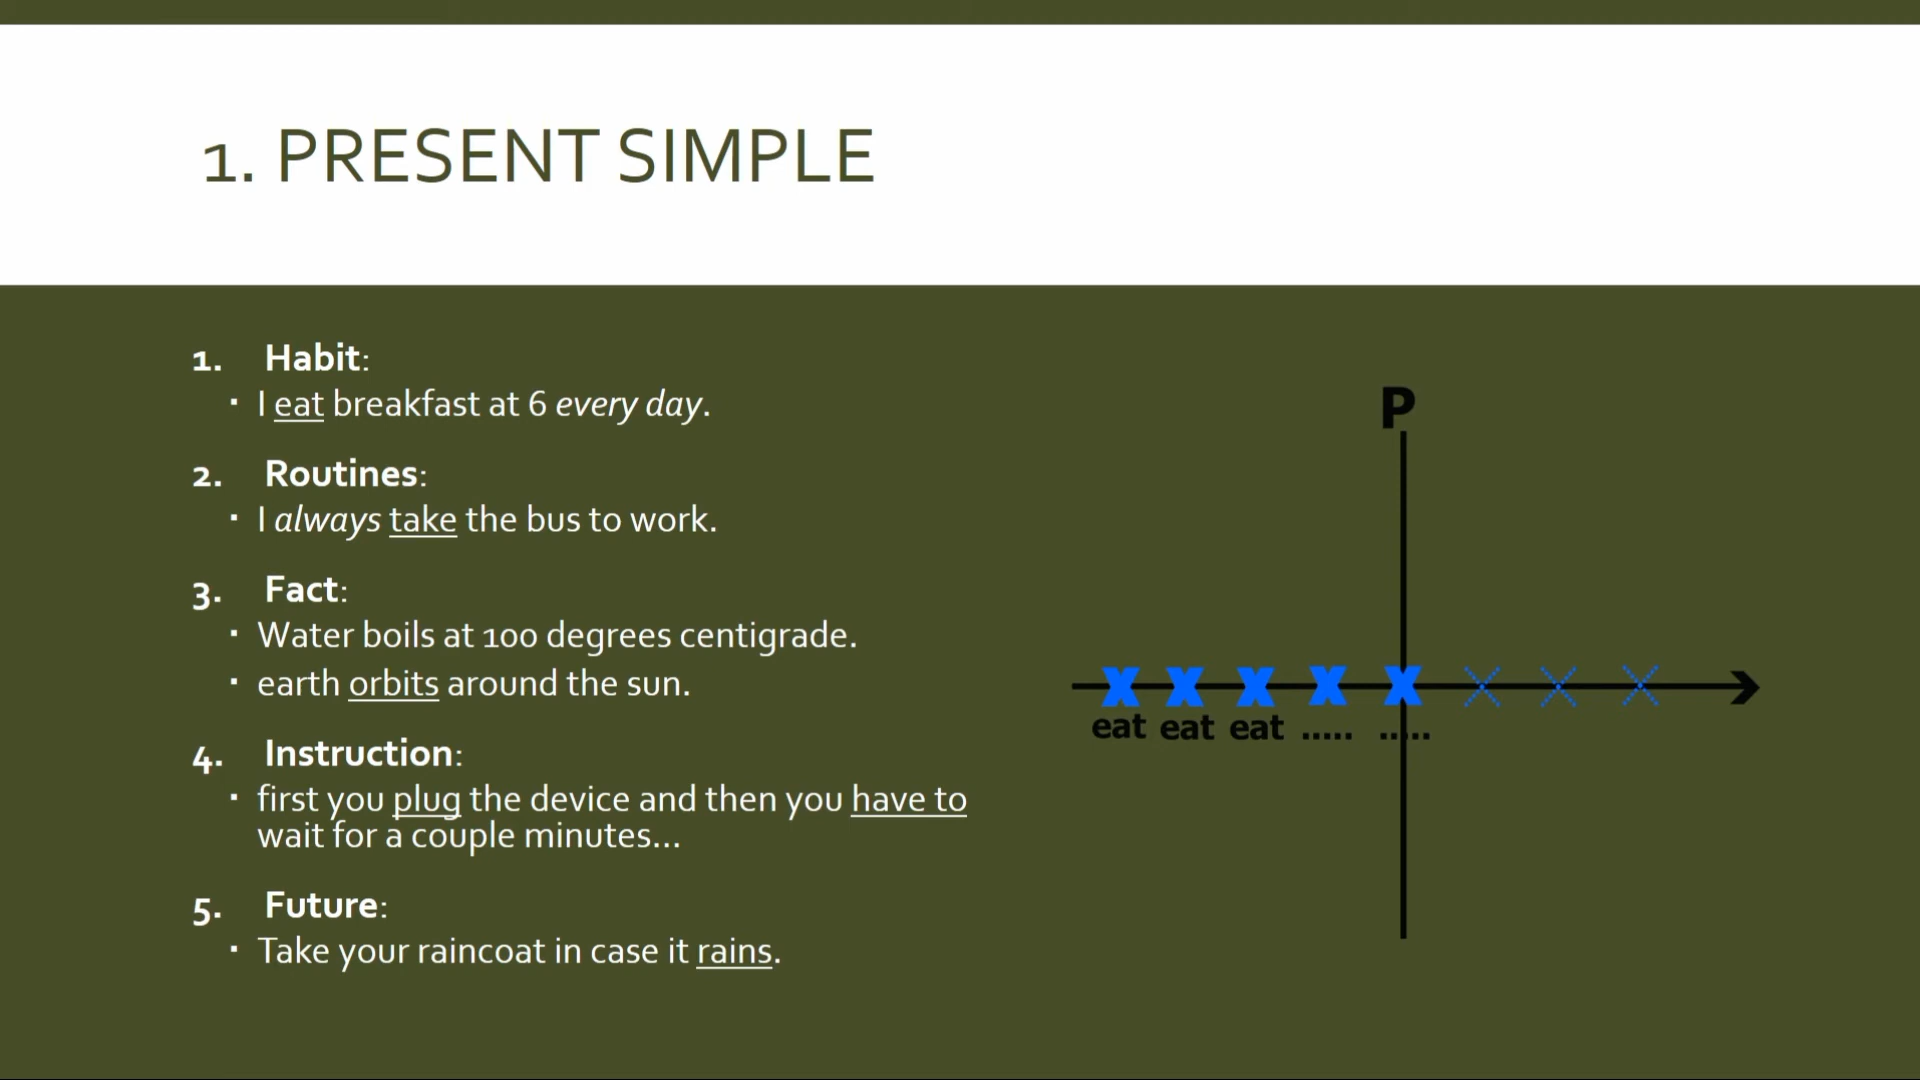 1. PRESENT SIMPLE
1. Habit:
▪ I eat breakfast at 6 every day.
2. Routines:
▪ I always take the bus to work.
3. Fact:
▪ Water boils at 100 degrees centigrade.
▪ earth orbits around the sun.
4. Instruction:
▪ first you plug the device and then you have to
wait for a couple minutes...
5. Future:
▪ Take your raincoat in case it rains.
P
eat eat eat ..... .....